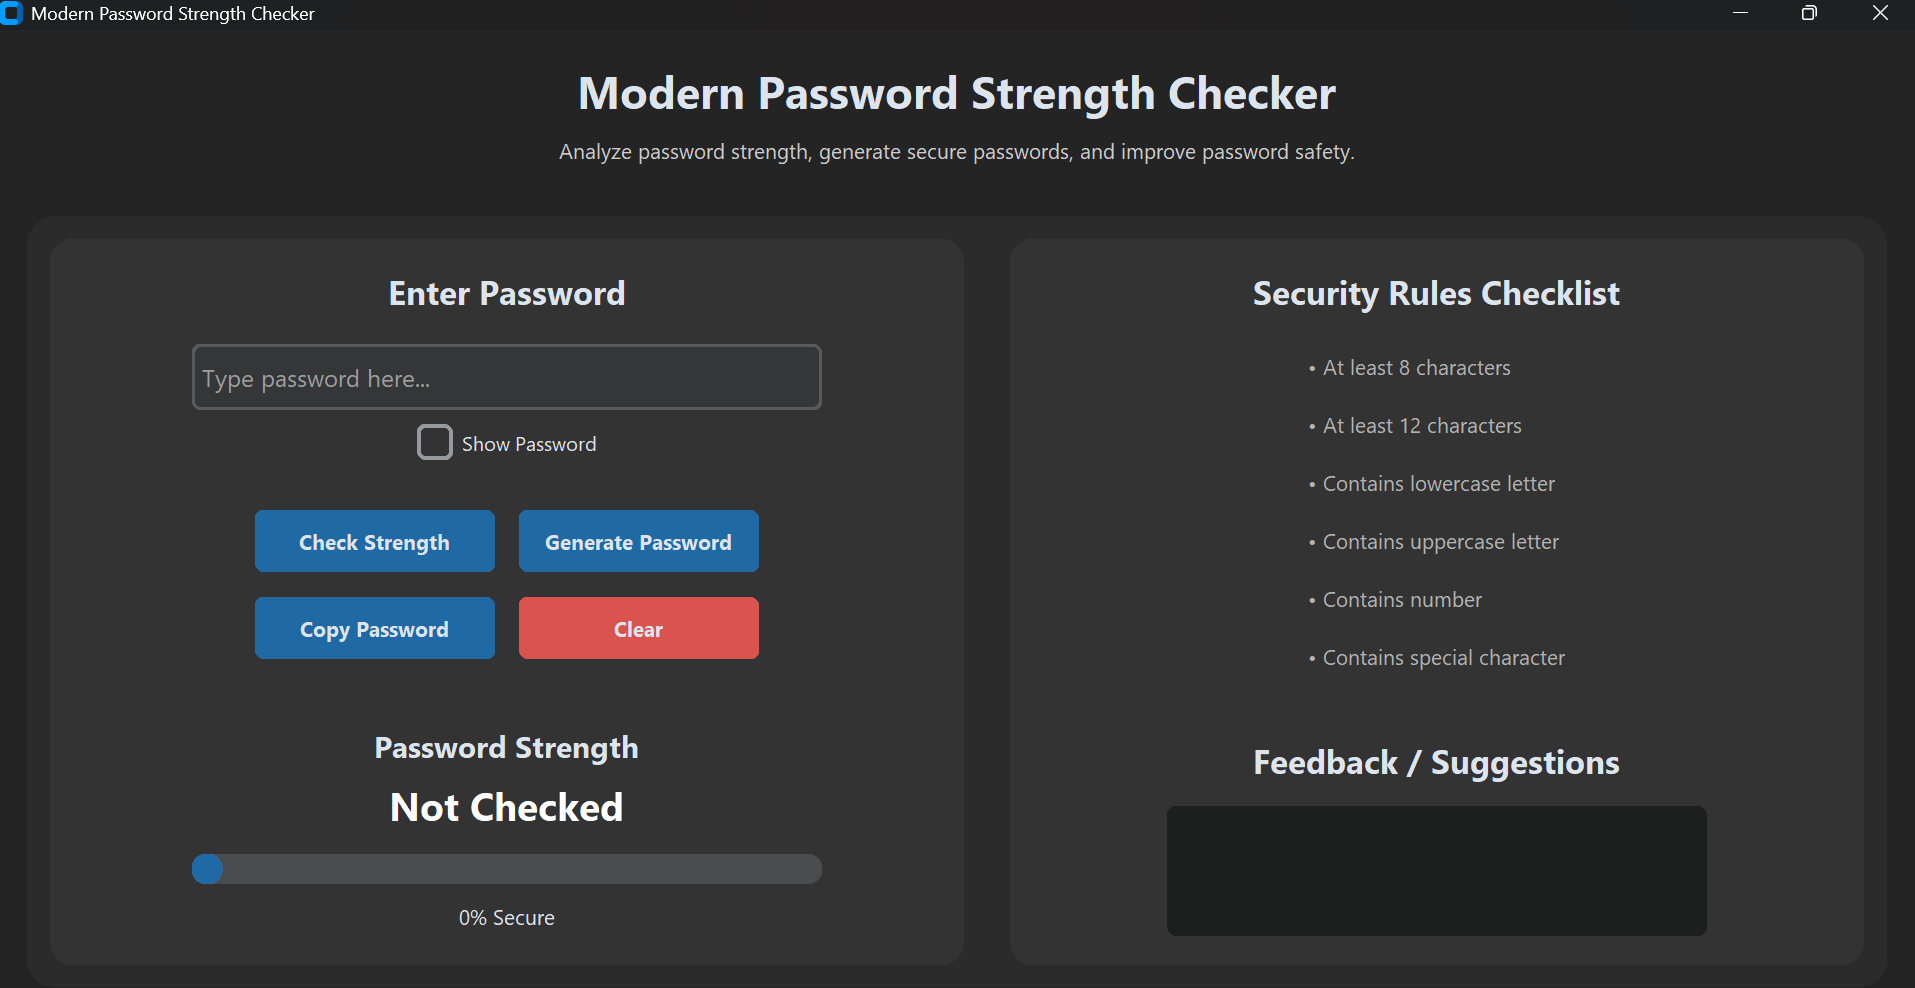 Modern Password Strength Checker
Modern Password Strength Checker
Analyze password strength, generate secure passwords, and improve password safety.
Enter Password
Type password here...
Show Password
Check Strength
Generate Password
Copy Password
Clear
Password Strength
Not Checked
0% Secure
Security Rules Checklist
• At least 8 characters
• At least 12 characters
• Contains lowercase letter
• Contains uppercase letter
• Contains number
• Contains special character
Feedback / Suggestions